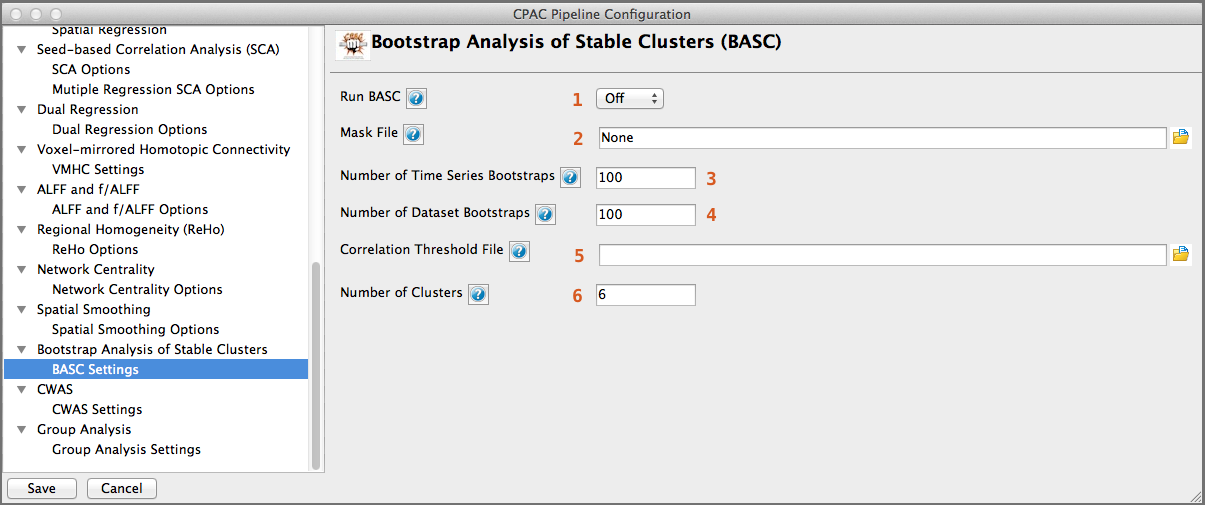 CPAC Pipeline Configuration
Spatial Regression
Seed-based Correlation Analysis (SCA)
SCA Options
Mutiple Regression SCA Options
Dual Regression
Dual Regression Options
Voxel-mirrored Homotopic Connectivity
VMHC Settings
ALFF and f/ALFF
ALFF and f/ALFF Options
Regional Homogeneity (ReHo)
ReHo Options
Network Centrality
Network Centrality Options
Spatial Smoothing
Spatial Smoothing Options
Bootstrap Analysis of Stable Clusters
BASC Settings
CWAS
CWAS Settings
Group Analysis
Group Analysis Settings
Save Cancel
Bootstrap Analysis of Stable Clusters (BASC)
Run BASC ? 1 Off
Mask File ? 2 None
Number of Time Series Bootstraps ? 100 3
Number of Dataset Bootstraps ? 100 4
Correlation Threshold File ? 5
Number of Clusters ? 6 6